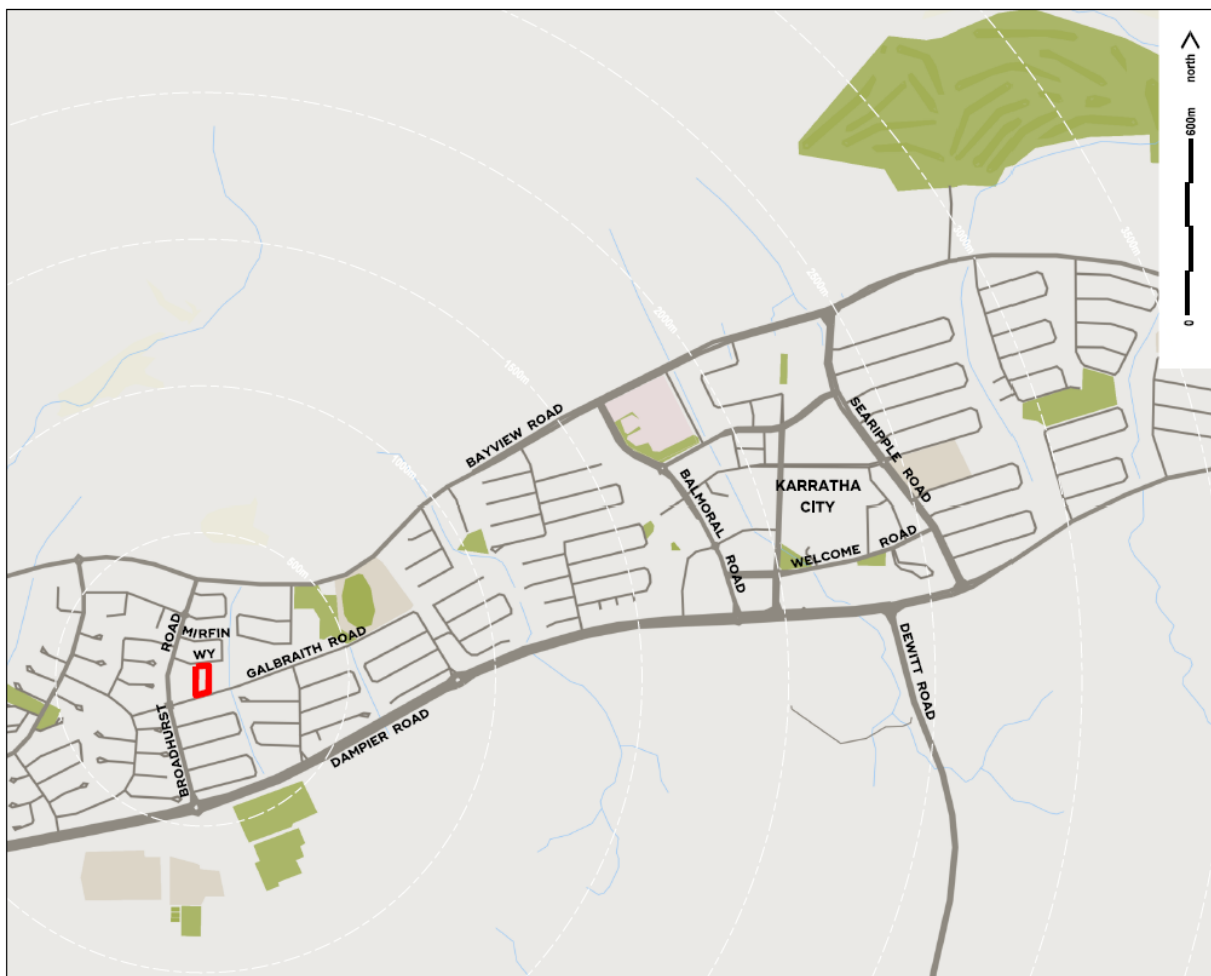 north
600m
0
3500m
3000m
2500m
2000m
1500m
1000m
500m
BAYVIEW ROAD
SEARIPPLE ROAD
BALMORAL ROAD
KARRATHA
CITY
WELCOME ROAD
DEWITT ROAD
MIRFIN
WY
GALBRAITH ROAD
BROADHURST ROAD
DAMPIER ROAD